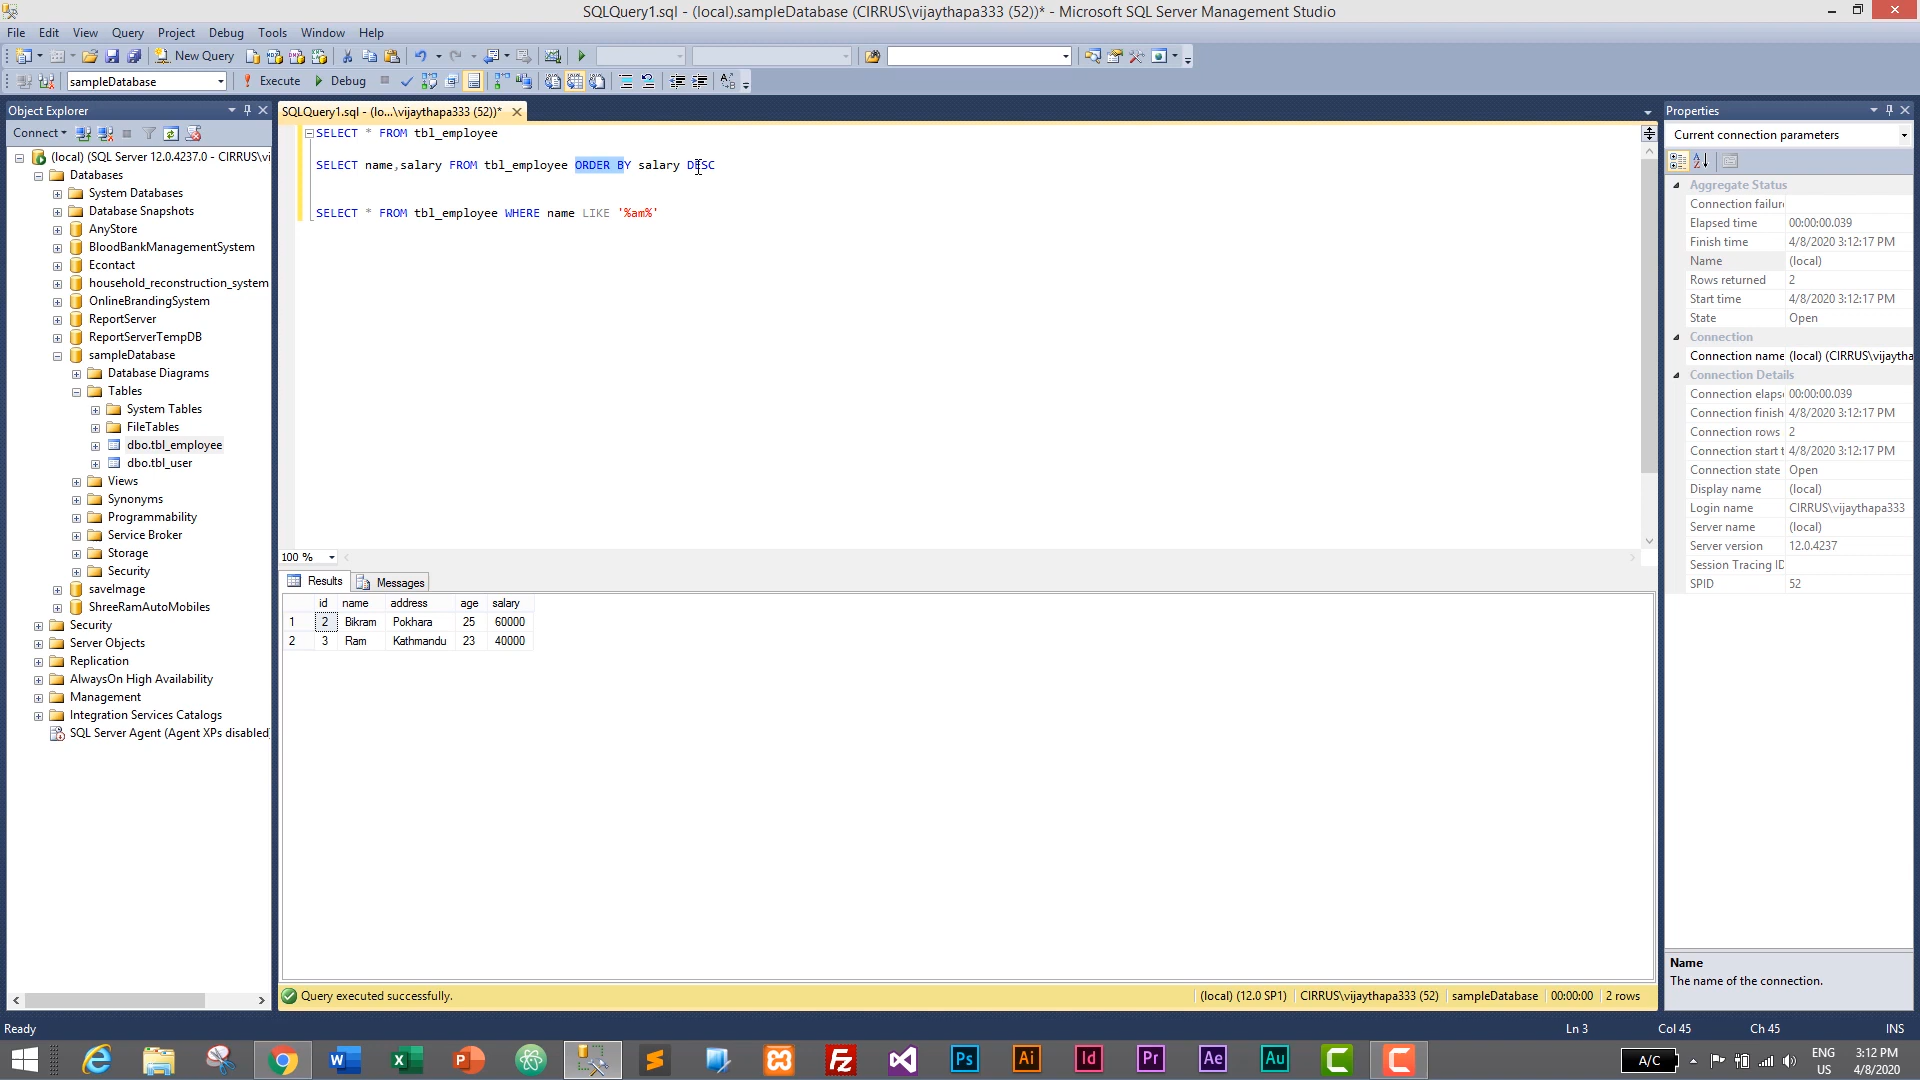 SQLQuery1.sql - (local).sampleDatabase (CIRRUS\vijaythapa333 (52))* - Microsoft SQL Server Management Studio
File Edit View Query Project Debug Tools Window Help
New Query
sampleDatabase Execute Debug
Object Explorer
Connect
(local) (SQL Server 12.0.4237.0 - CIRRUS\vi
Databases
System Databases
Database Snapshots
AnyStore
BloodBankManagementSystem
Econtact
household_reconstruction_system
OnlineBrandingSystem
ReportServer
ReportServerTempDB
sampleDatabase
Database Diagrams
Tables
System Tables
FileTables
dbo.tbl_employee
dbo.tbl_user
Views
Synonyms
Programmability
Service Broker
Storage
Security
saveImage
ShreeRamAutoMobiles
Security
Server Objects
Replication
AlwaysOn High Availability
Management
Integration Services Catalogs
SQL Server Agent (Agent XPs disabled)
SQLQuery1.sql - (lo...\vijaythapa333 (52))*
SELECT * FROM tbl_employee
SELECT name,salary FROM tbl_employee ORDER BY salary DESC
SELECT * FROM tbl_employee WHERE name LIKE '%am%'
100 %
Results Messages
id name address age salary
1 2 Bikram Pokhara 25 60000
2 3 Ram Kathmandu 23 40000
Query executed successfully. (local) (12.0 SP1) CIRRUS\vijaythapa333 (52) sampleDatabase 00:00:00 2 rows
Properties
Current connection parameters
Aggregate Status
Connection failur
Elapsed time 00:00:00.039
Finish time 4/8/2020 3:12:17 PM
Name (local)
Rows returned 2
Start time 4/8/2020 3:12:17 PM
State Open
Connection
Connection name (local) (CIRRUS\vijaytha
Connection Details
Connection elaps 00:00:00.039
Connection finish 4/8/2020 3:12:17 PM
Connection rows 2
Connection start t 4/8/2020 3:12:17 PM
Connection state Open
Display name (local)
Login name CIRRUS\vijaythapa333
Server name (local)
Server version 12.0.4237
Session Tracing ID
SPID 52
Name
The name of the connection.
Ready Ln 3 Col 45 Ch 45 INS
Ps Ai Id Pr Ae Au
A/C
ENG
US
3:12 PM
4/8/2020